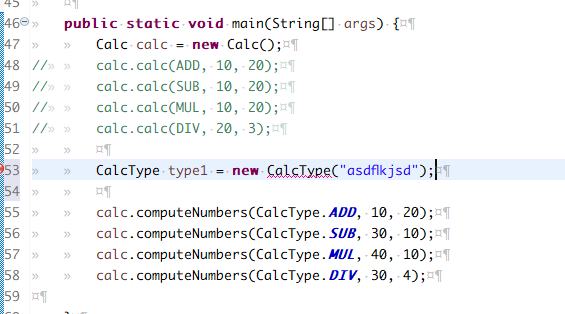 45
46 public static void main(String[] args) {
47 Calc calc = new Calc();
48 // calc.calc(ADD, 10, 20);
49 // calc.calc(SUB, 10, 20);
50 // calc.calc(MUL, 10, 20);
51 // calc.calc(DIV, 20, 3);
52
53 CalcType type1 = new CalcType("asdflkjsd");
54
55 calc.computeNumbers(CalcType.ADD, 10, 20);
56 calc.computeNumbers(CalcType.SUB, 30, 10);
57 calc.computeNumbers(CalcType.MUL, 40, 10);
58 calc.computeNumbers(CalcType.DIV, 30, 4);
59